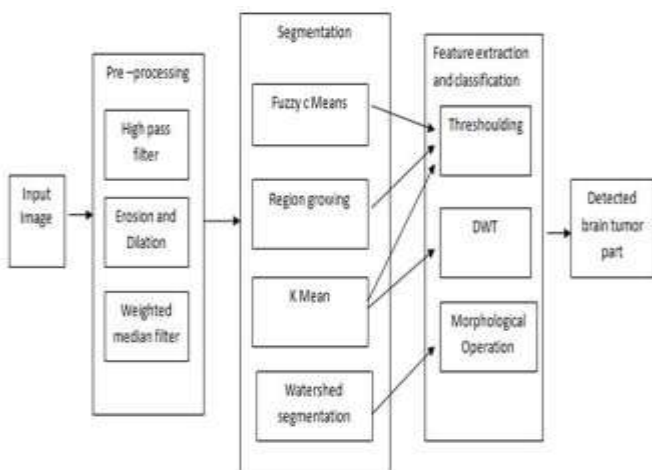 Input
Image
Pre –processing
High pass
filter
Erosion and
Dilation
Weighted
median filter
Segmentation
Fuzzy c Means
Region growing
K Mean
Watershed
segmentation
Feature extraction
and classification
Threshoulding
DWT
Morphological
Operation
Detected
brain tumor
part